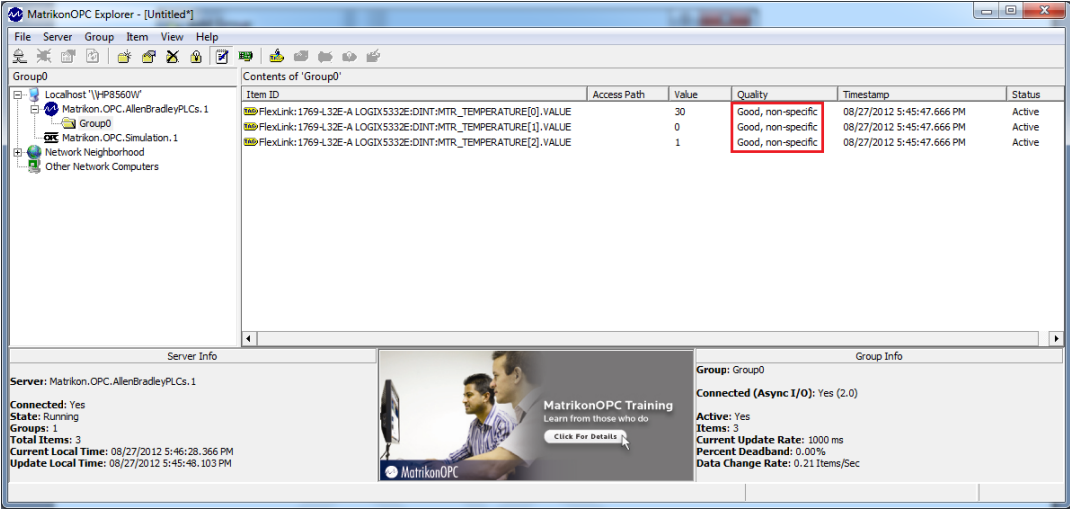 MatrikonOPC Explorer - [Untitled*]
File Server Group Item View Help
Group0
Contents of 'Group0'
Localhost '\\HP8560W'
Matrikon.OPC.AllenBradleyPLCs.1
Group0
Matrikon.OPC.Simulation.1
Network Neighborhood
Other Network Computers
Item ID Access Path Value Quality Timestamp Status
FlexLink:1769-L32E-A LOGIX5332E:DINT:MTR_TEMPERATURE[0].VALUE 30 Good, non-specific 08/27/2012 5:45:47.666 PM Active
FlexLink:1769-L32E-A LOGIX5332E:DINT:MTR_TEMPERATURE[1].VALUE 0 Good, non-specific 08/27/2012 5:45:47.666 PM Active
FlexLink:1769-L32E-A LOGIX5332E:DINT:MTR_TEMPERATURE[2].VALUE 1 Good, non-specific 08/27/2012 5:45:47.666 PM Active
Server Info
Server: Matrikon.OPC.AllenBradleyPLCs.1
Connected: Yes
State: Running
Groups: 1
Total Items: 3
Current Local Time: 08/27/2012 5:46:28.366 PM
Update Local Time: 08/27/2012 5:45:48.103 PM
MatrikonOPC Training
Learn from those who do
Click For Details
MatrikonOPC
Group Info
Group: Group0
Connected (Async I/O): Yes (2.0)
Active: Yes
Items: 3
Current Update Rate: 1000 ms
Percent Deadband: 0.00%
Data Change Rate: 0.21 Items/Sec